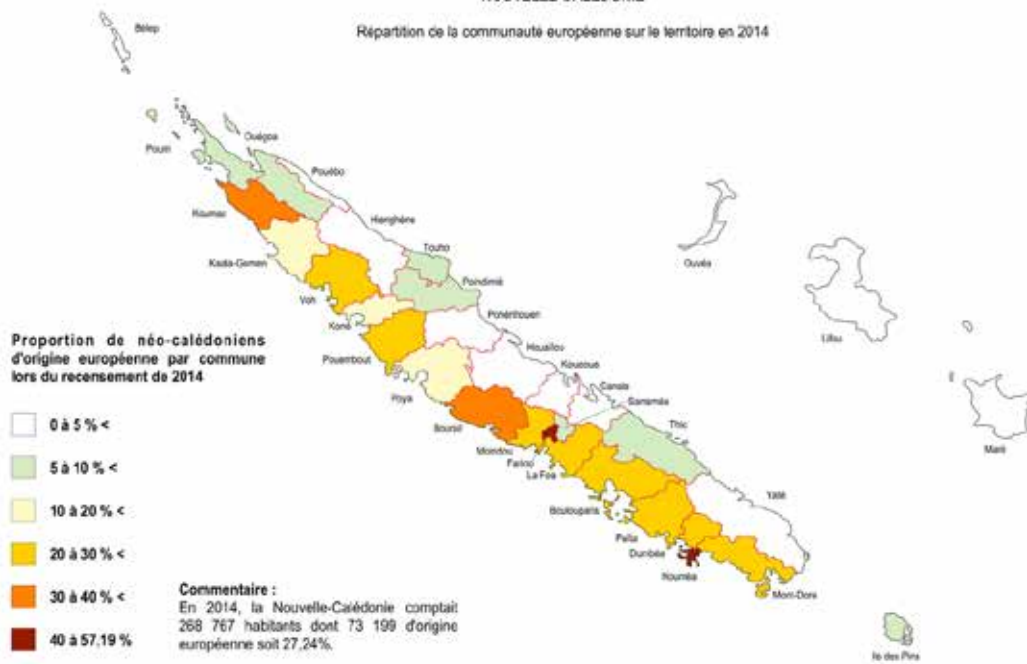 Répartition de la communauté européenne sur le territoire en 2014
Bélep
Ouégoa
Poum
Pouébo
Koumac
Hienghène
Touho
Kaala-Gomen
Ouvéa
Poindimié
Voh
Ponérihouen
Koné
Lifou
Houaïlou
Pouembout
Kouaoua
Canala
Poya
Sarraméa
Thio
Bourail
Maré
Moindou
Farino
La Foa
Yaté
Boulouparis
Païta
Dumbéa
Nouméa
Mont-Dore
Ile des Pins
Proportion de néo-calédoniens
d'origine européenne par commune
lors du recensement de 2014
0 à 5 % <
5 à 10 % <
10 à 20 % <
20 à 30 % <
30 à 40 % <
40 à 57,19 %
Commentaire :
En 2014, la Nouvelle-Calédonie comptait
268 767 habitants dont 73 199 d'origine
européenne soit 27,24%.